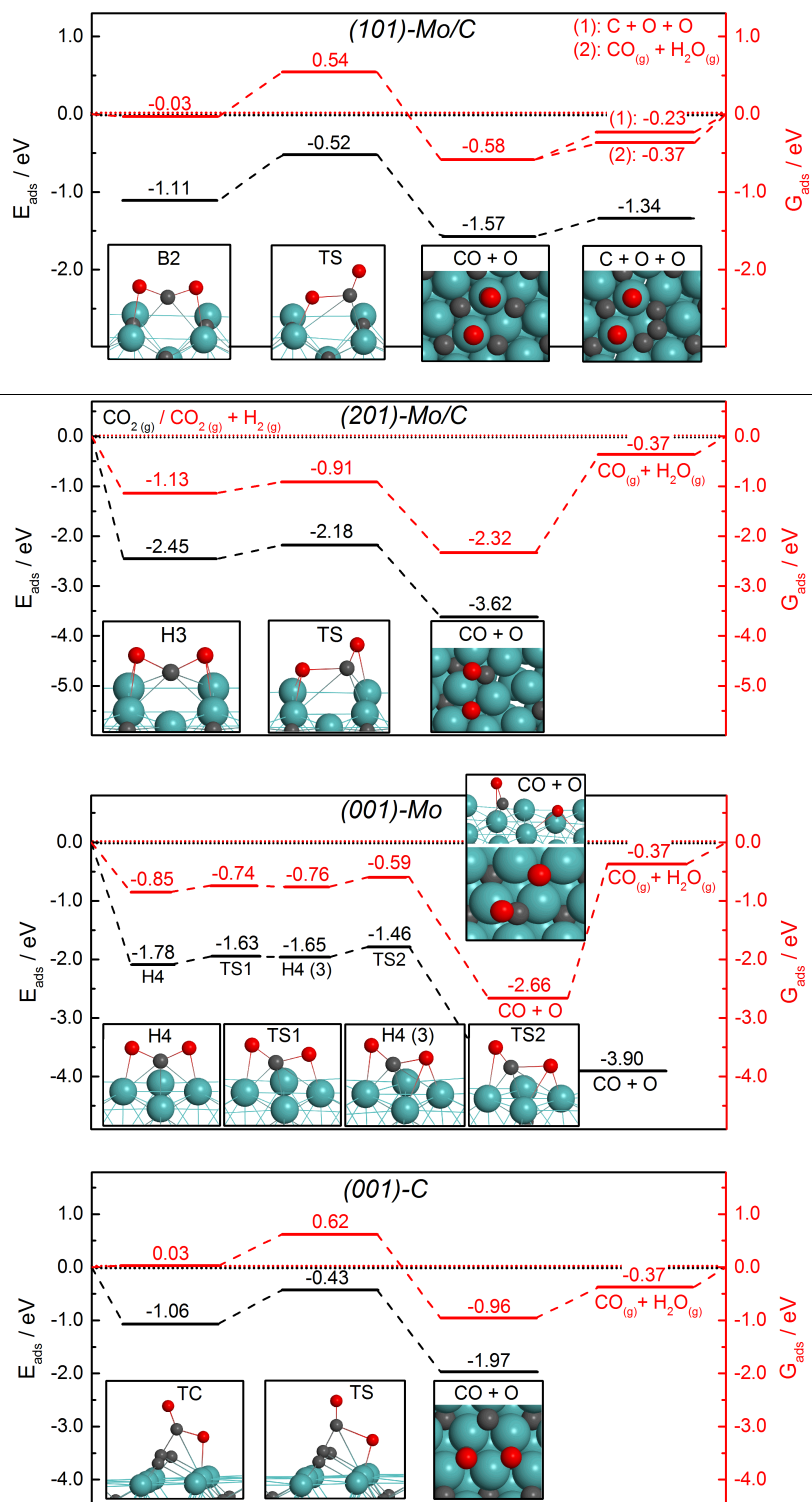 (101)-Mo/C
(1): C + O + O
(2): CO(g) + H2O(g)
1.0
0.0
-1.0
-2.0
Eads / eV
1.0
0.0
-1.0
-2.0
Gads / eV
-0.03
0.54
-0.58
(1): -0.23
(2): -0.37
-1.11
-0.52
-1.57
-1.34
B2
TS
CO + O
C + O + O
CO2 (g) / CO2 (g) + H2 (g)
(201)-Mo/C
0.0
-1.0
-2.0
-3.0
-4.0
-5.0
Eads / eV
0.0
-1.0
-2.0
-3.0
-4.0
-5.0
Gads / eV
-1.13
-0.91
-2.32
-0.37
CO(g) + H2O(g)
-2.45
-2.18
-3.62
H3
TS
CO + O
(001)-Mo
CO + O
0.0
-1.0
-2.0
-3.0
-4.0
Eads / eV
0.0
-1.0
-2.0
-3.0
-4.0
Gads / eV
-0.85
-0.74
-0.76
-0.59
-2.66
CO + O
-0.37
CO(g) + H2O(g)
-1.78
H4
-1.63
TS1
-1.65
H4 (3)
-1.46
TS2
-3.90
CO + O
H4
TS1
H4 (3)
TS2
(001)-C
1.0
0.0
-1.0
-2.0
-3.0
-4.0
Eads / eV
1.0
0.0
-1.0
-2.0
-3.0
-4.0
Gads / eV
0.03
0.62
-0.96
-0.37
CO(g) + H2O(g)
-1.06
-0.43
-1.97
TC
TS
CO + O